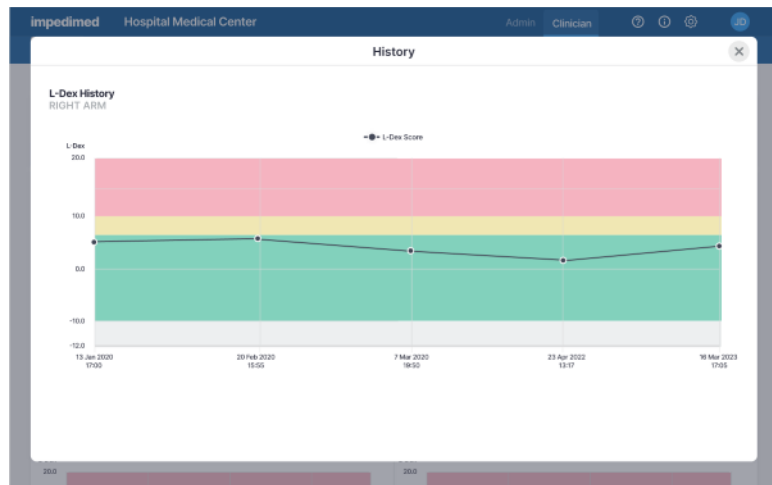 impedimed Hospital Medical Center Admin Clinician JD
History
L-Dex History
RIGHT ARM
L-Dex Score
L-Dex
20.0
10.0
0.0
-10.0
-12.0
13 Jan 2020 20 Feb 2020 7 Mar 2020 23 Apr 2022 16 Mar 2023
17:00 15:55 19:50 13:17 17:05
20.0 20.0